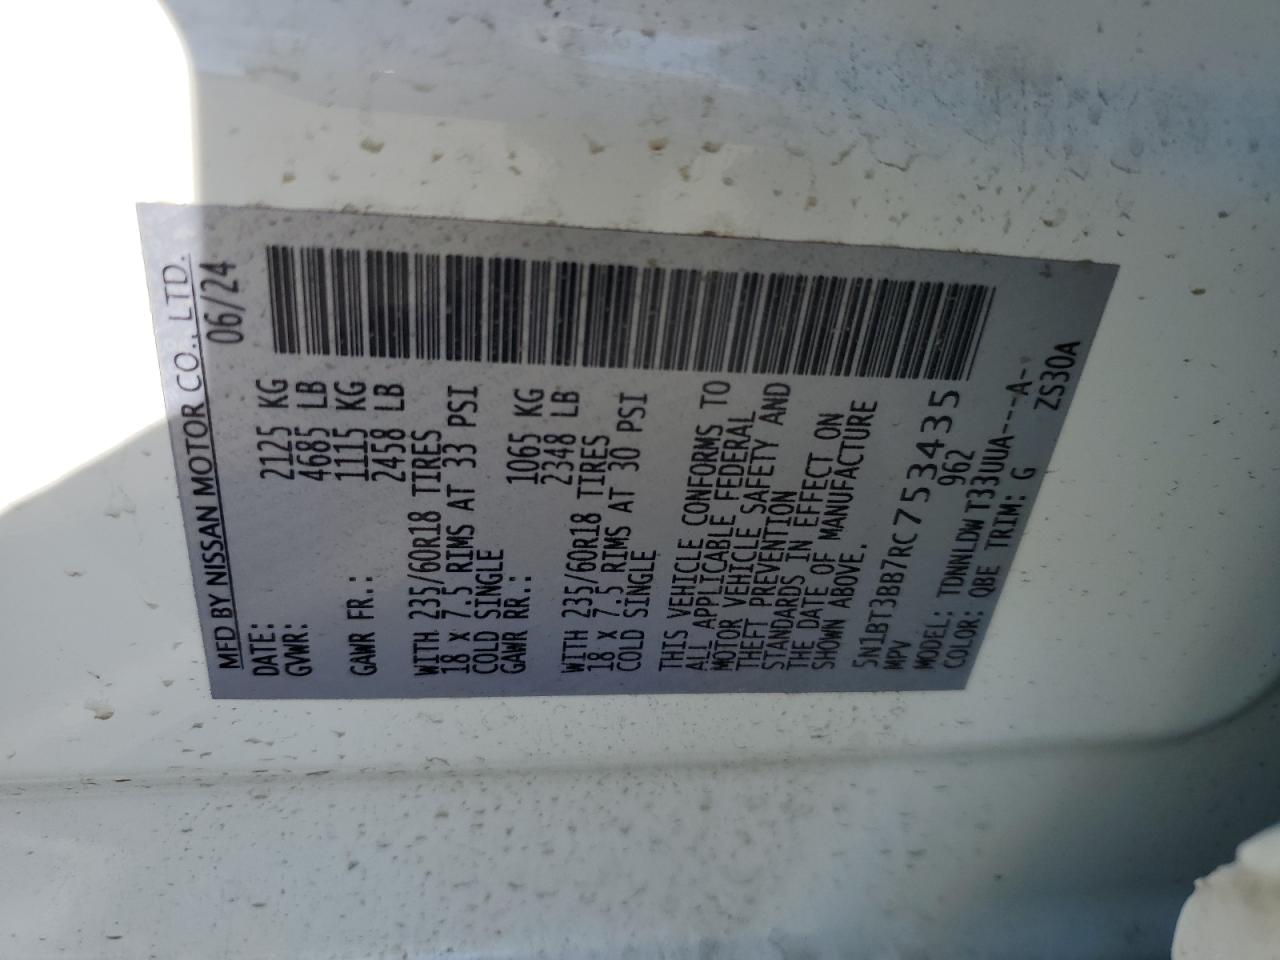 MFD BY NISSAN MOTOR CO., LTD.
DATE: 06/24
GVWR: 2125 KG
4685 LB
GAWR FR.: 1115 KG
2458 LB
WITH 235/60R18 TIRES
18 X 7.5 RIMS AT 33 PSI
COLD SINGLE
GAWR RR.: 1065 KG
2348 LB
WITH 235/60R18 TIRES
18 X 7.5 RIMS AT 30 PSI
COLD SINGLE
THIS VEHICLE CONFORMS TO
ALL APPLICABLE FEDERAL
MOTOR VEHICLE SAFETY AND
THEFT PREVENTION
STANDARDS IN EFFECT ON
THE DATE OF MANUFACTURE
SHOWN ABOVE.
5N1BT3BB7RC753435
MPV 962
MODEL: TDNNLDW T33UUA----A-
COLOR: QBE TRIM: G ZS30A